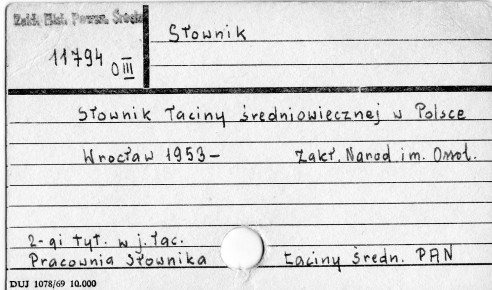 Zakł. Hist. Powsz. Średn.
11794 O III
Słownik
Słownik łaciny średniowiecznej w Polsce
Wrocław 1953– Zakł. Narod im. Ossol.
2-gi tyt. w j. łac.
Pracownia Słownika Łaciny średn. PAN
DUJ 1078/69 10.000